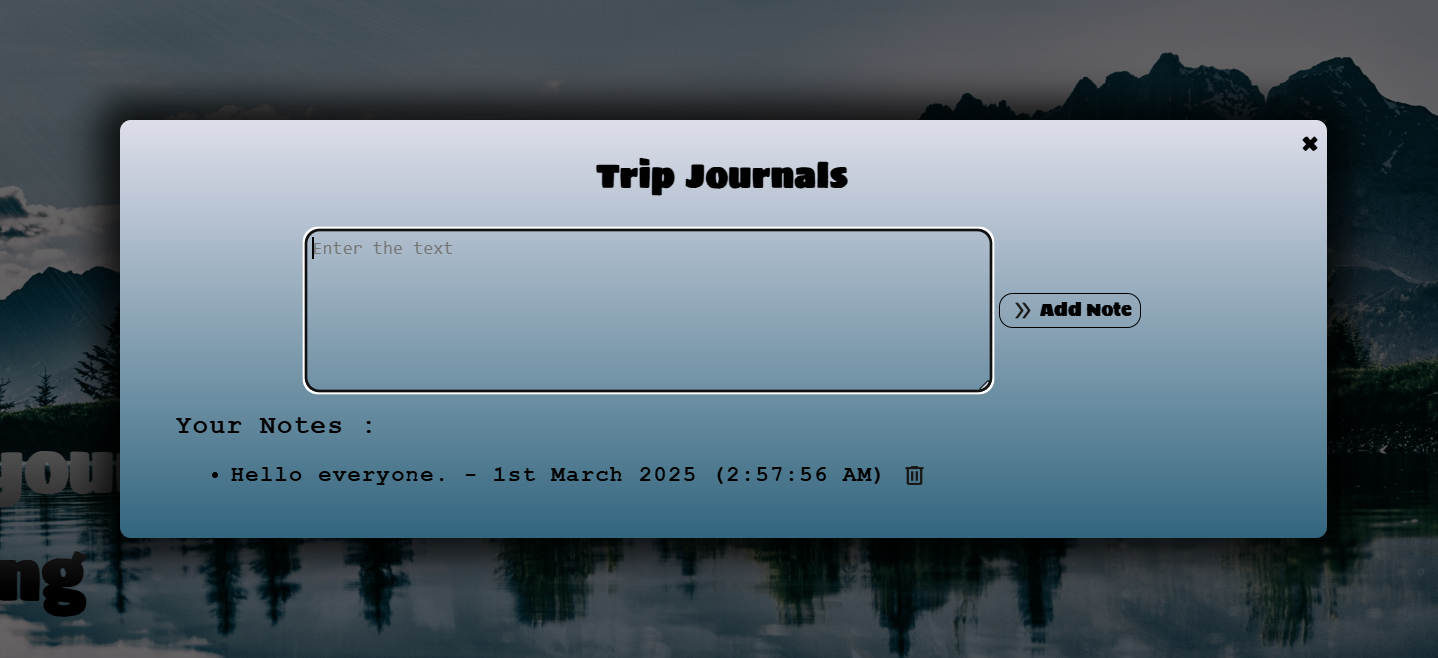 Trip Journals
Enter the text
Add Note
Your Notes :
Hello everyone. - 1st March 2025 (2:57:56 AM)
you
ng